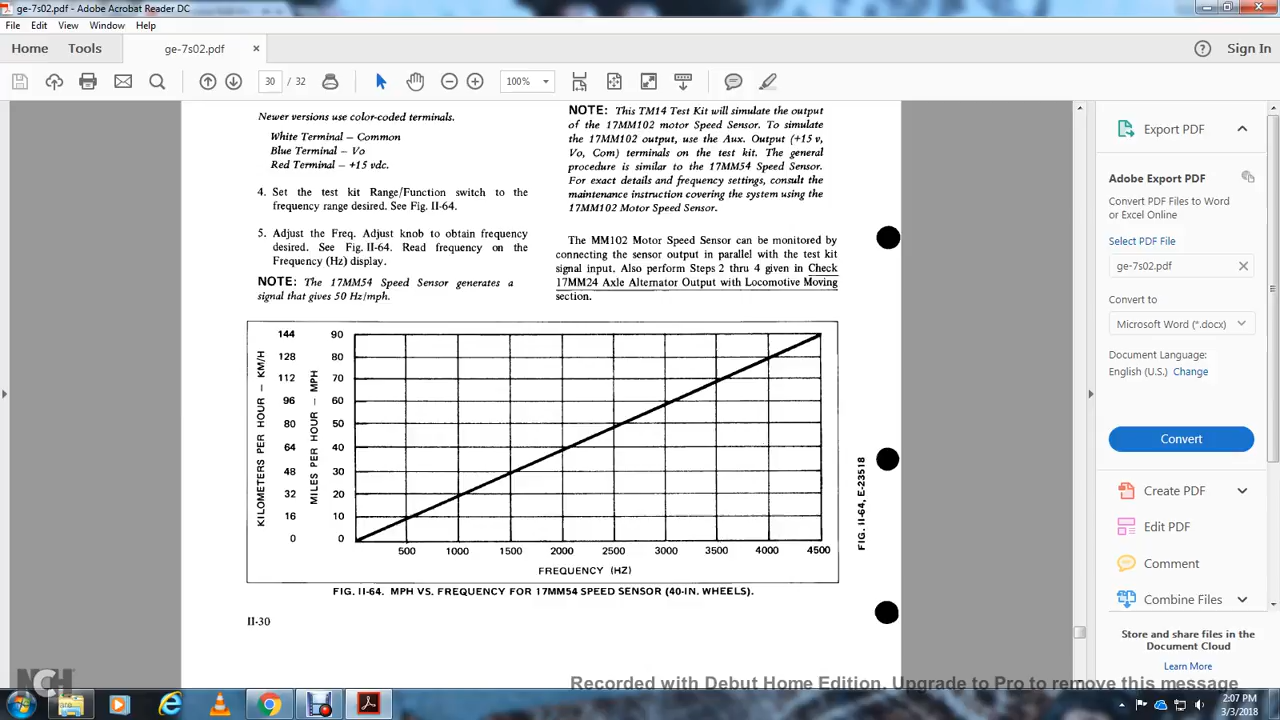 ge-7s02.pdf - Adobe Acrobat Reader DC
File Edit View Window Help
Home Tools ge-7s02.pdf × Sign In
30 / 32 100%
Newer versions use color-coded terminals.
White Terminal – Common
Blue Terminal – Vo
Red Terminal – +15 vdc.
4. Set the test kit Range/Function switch to the
frequency range desired. See Fig. II-64.
5. Adjust the Freq. Adjust knob to obtain frequency
desired. See Fig. II-64. Read frequency on the
Frequency (Hz) display.
NOTE: The 17MM54 Speed Sensor generates a
signal that gives 50 Hz/mph.
NOTE: This TM14 Test Kit will simulate the output
of the 17MM102 motor Speed Sensor. To simulate
the 17MM102 output, use the Aux. Output (+15 v,
Vo, Com) terminals on the test kit. The general
procedure is similar to the 17MM54 Speed Sensor.
For exact details and frequency settings, consult the
maintenance instruction covering the system using the
17MM102 Motor Speed Sensor.
The MM102 Motor Speed Sensor can be monitored by
connecting the sensor output in parallel with the test kit
signal input. Also perform Steps 2 thru 4 given in Check
17MM24 Axle Alternator Output with Locomotive Moving
section.
KILOMETERS PER HOUR – KM/H
MILES PER HOUR – MPH
144 90
128 80
112 70
96 60
80 50
64 40
48 30
32 20
16 10
0 0
500 1000 1500 2000 2500 3000 3500 4000 4500
FREQUENCY (HZ)
FIG. II-64, E-23518
FIG. II-64. MPH VS. FREQUENCY FOR 17MM54 SPEED SENSOR (40-IN. WHEELS).
II-30
Export PDF
Adobe Export PDF
Convert PDF Files to Word
or Excel Online
Select PDF File
ge-7s02.pdf
Convert to
Microsoft Word (*.docx)
Document Language:
English (U.S.) Change
Convert
Create PDF
Edit PDF
Comment
Combine Files
Store and share files in the
Document Cloud
Learn More
NCH
Recorded with Debut Home Edition. Upgrade to Pro to remove this message
2:07 PM
3/3/2018